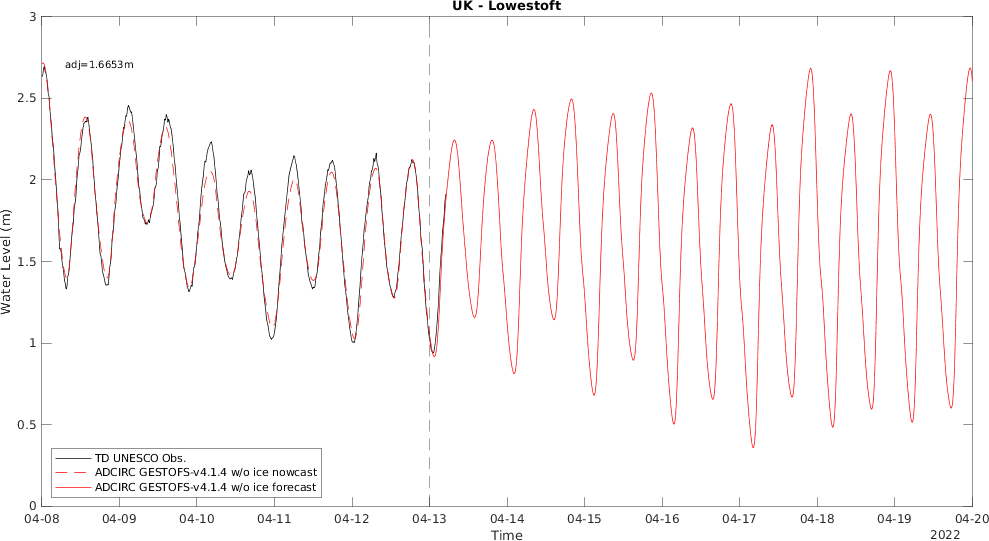 UK - Lowestoft
adj=1.6653m
Water Level (m)
3
2.5
2
1.5
1
0.5
0
TD UNESCO Obs.
ADCIRC GESTOFS-v4.1.4 w/o ice nowcast
ADCIRC GESTOFS-v4.1.4 w/o ice forecast
04-08 04-09 04-10 04-11 04-12 04-13 04-14 04-15 04-16 04-17 04-18 04-19 04-20
Time
2022